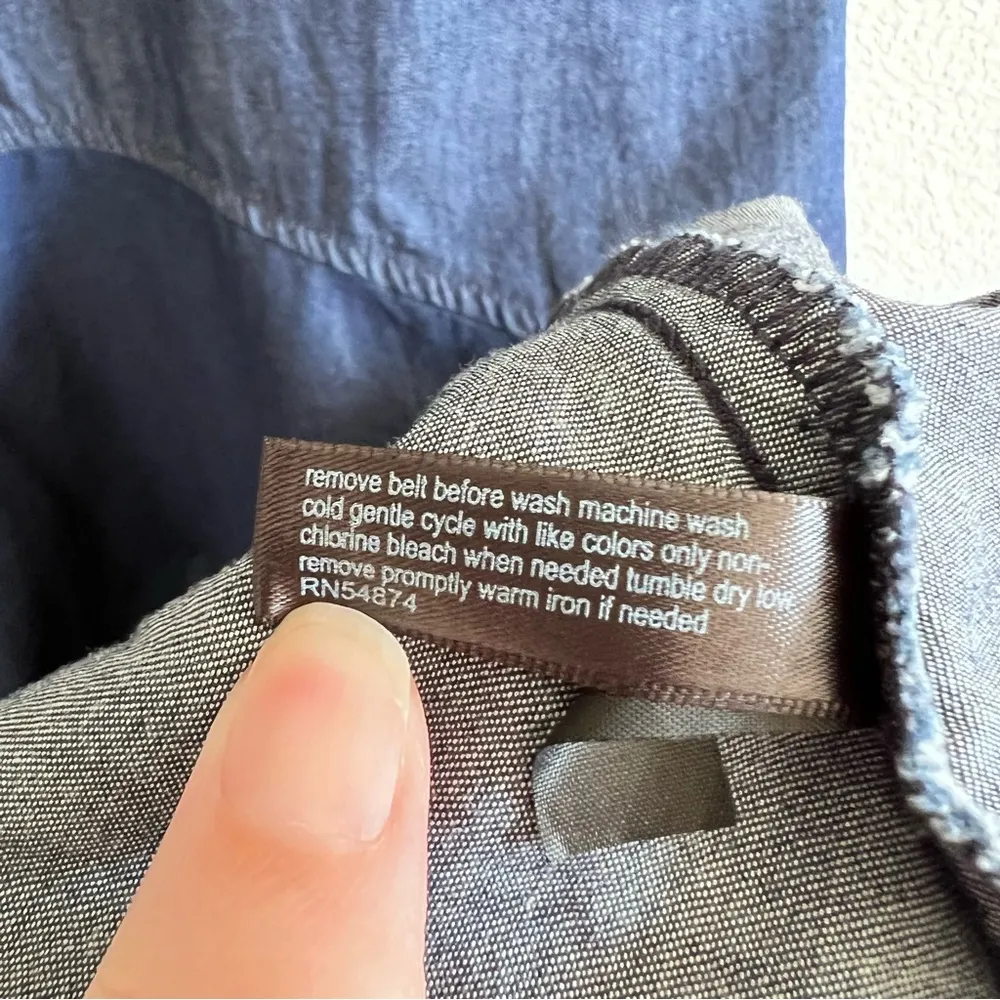 remove belt before wash machine wash
cold gentle cycle with like colors only non-
chlorine bleach when needed tumble dry low
remove promptly warm iron if needed
RN54874